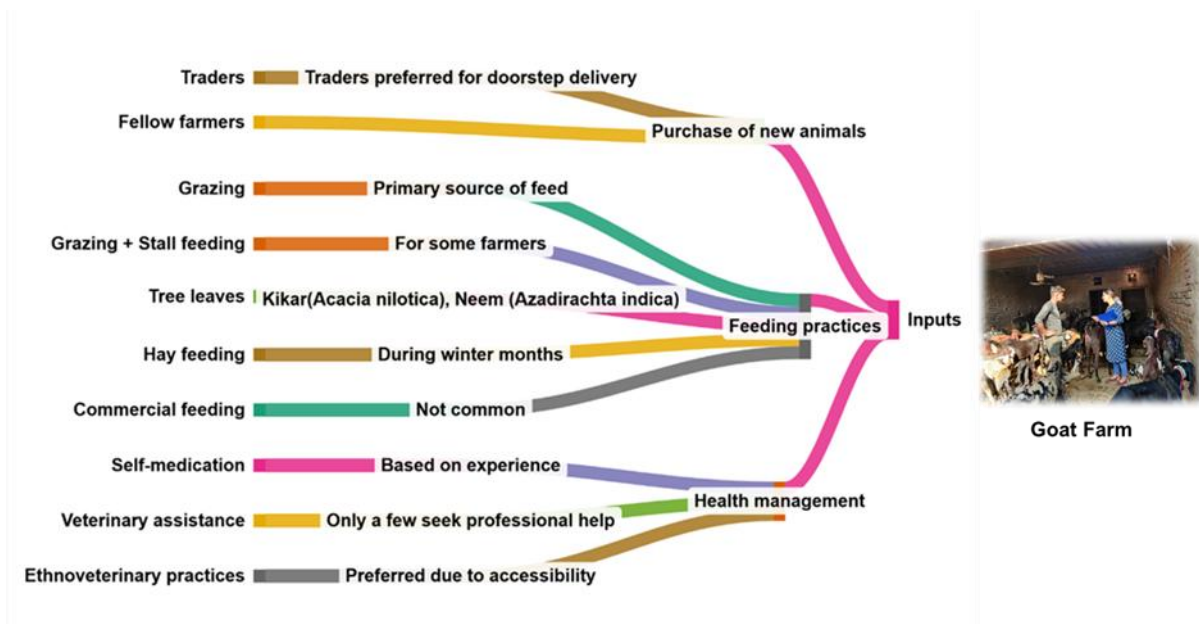 Traders Traders preferred for doorstep delivery
Fellow farmers Purchase of new animals
Grazing Primary source of feed
Grazing + Stall feeding For some farmers
Tree leaves Kikar(Acacia nilotica), Neem (Azadirachta indica)
Feeding practices Inputs
Hay feeding During winter months
Commercial feeding Not common
Goat Farm
Self-medication Based on experience
Health management
Veterinary assistance Only a few seek professional help
Ethnoveterinary practices Preferred due to accessibility